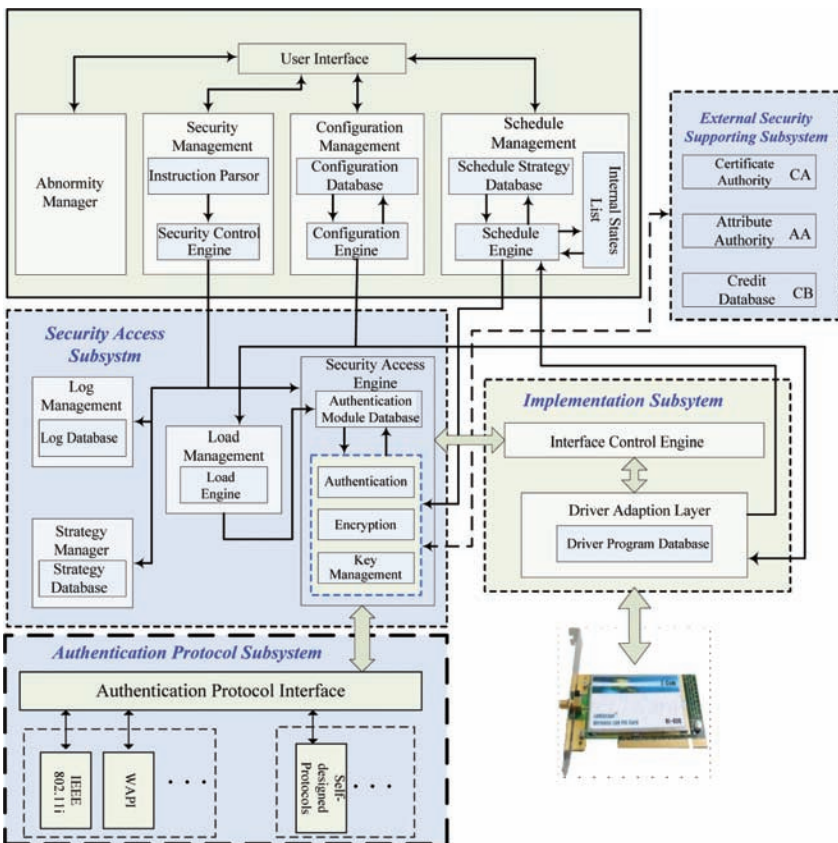 User Interface
Abnormity
Manager
Security
Management
Instruction Parsor
Security Control
Engine
Configuration
Management
Configuration
Database
Configuration
Engine
Schedule
Management
Schedule Strategy
Database
Schedule
Engine
Internal States
List
External Security
Supporting Subsystem
Certificate
Authority
CA
Attribute
Authority
AA
Credit
Database
CB
Security Access
Subsystm
Log
Management
Log Database
Strategy
Manager
Strategy
Database
Load
Management
Load
Engine
Security Access
Engine
Authentication
Module Database
Authentication
Encryption
Key
Management
Implementation Subsytem
Interface Control Engine
Driver Adaption Layer
Driver Program Database
Authentication Protocol Subsystem
Authentication Protocol Interface
IEEE
802.11i
WAPI
. . .
Self-
designed
Protocols
. . .